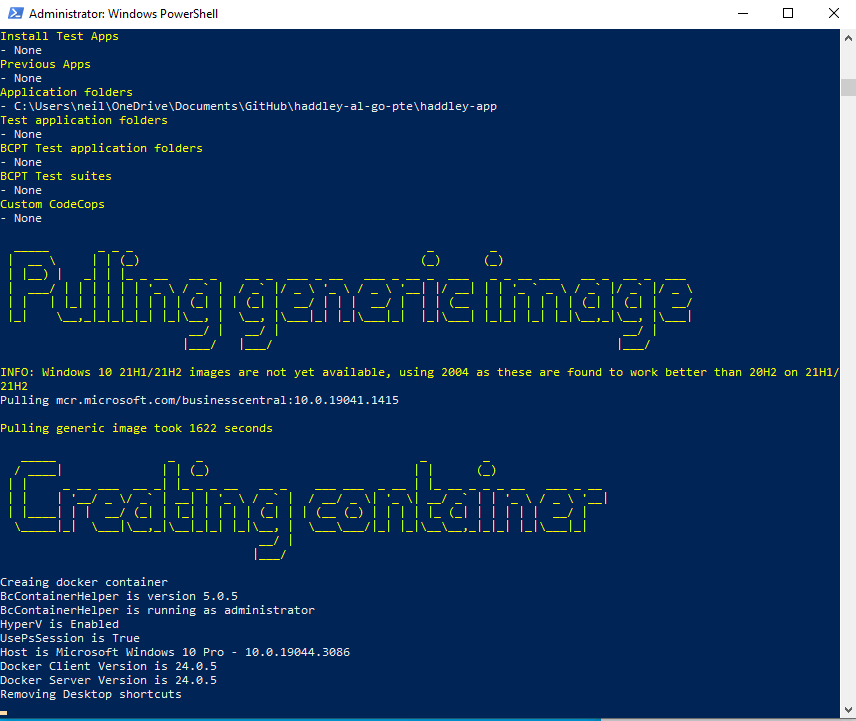 Administrator: Windows PowerShell
Install Test Apps
- None
Previous Apps
- None
Application folders
- C:\Users\neil\OneDrive\Documents\GitHub\haddley-al-go-pte\haddley-app
Test application folders
- None
BCPT Test application folders
- None
BCPT Test suites
- None
Custom CodeCops
- None
Pulling generic image
INFO: Windows 10 21H1/21H2 images are not yet available, using 2004 as these are found to work better than 20H2 on 21H1/
21H2
Pulling mcr.microsoft.com/businesscentral:10.0.19041.1415
Pulling generic image took 1622 seconds
Creating container
Creaing docker container
BcContainerHelper is version 5.0.5
BcContainerHelper is running as administrator
HyperV is Enabled
UsePsSession is True
Host is Microsoft Windows 10 Pro - 10.0.19044.3086
Docker Client Version is 24.0.5
Docker Server Version is 24.0.5
Removing Desktop shortcuts